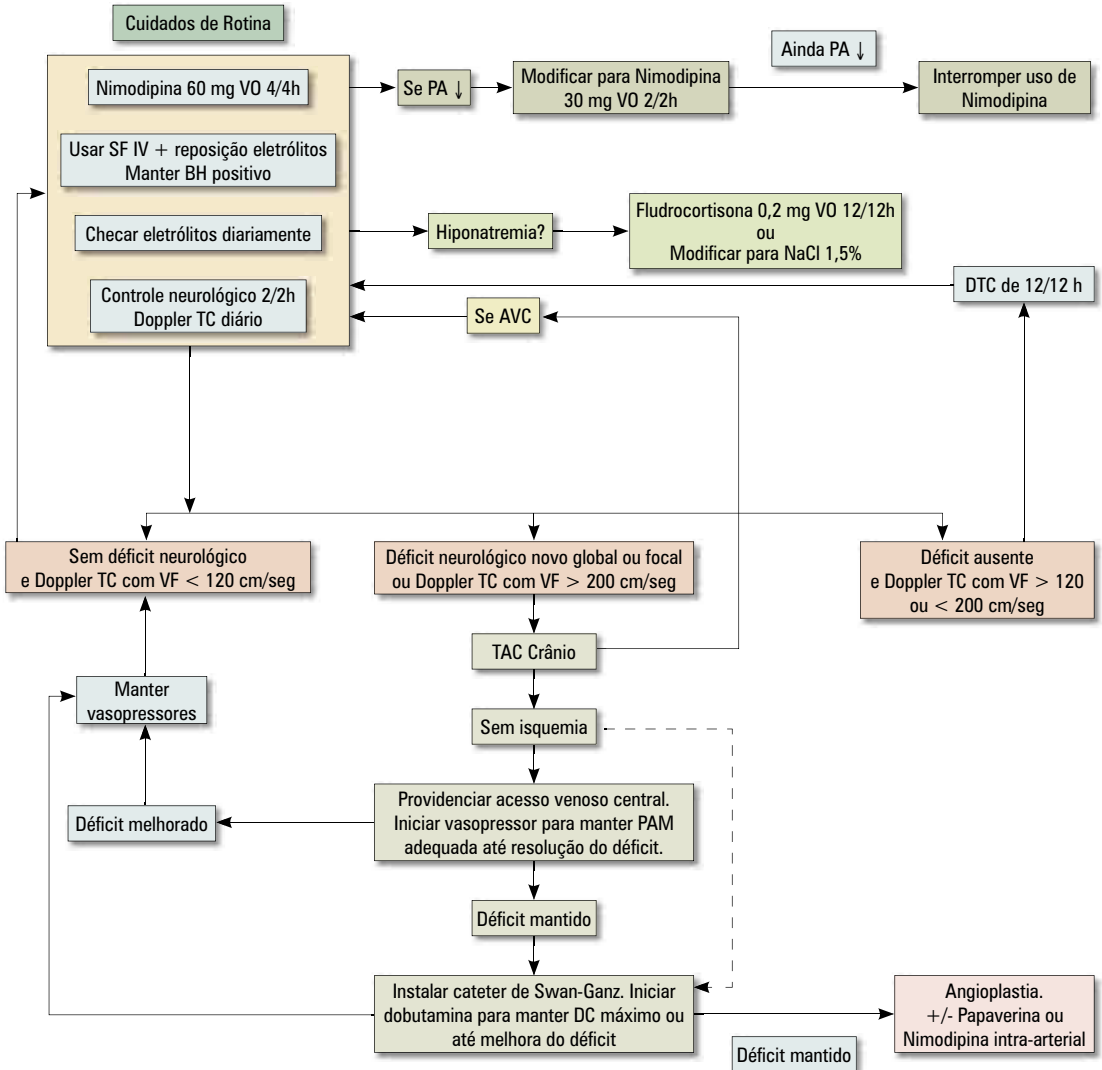 Cuidados de Rotina
Nimodipina 60 mg VO 4/4h
Se PA ↓
Modificar para Nimodipina
30 mg VO 2/2h
Ainda PA ↓
Interromper uso de
Nimodipina
Usar SF IV + reposição eletrólitos
Manter BH positivo
Checar eletrólitos diariamente
Hiponatremia?
Fludrocortisona 0,2 mg VO 12/12h
ou
Modificar para NaCl 1,5%
Controle neurológico 2/2h
Doppler TC diário
Se AVC
DTC de 12/12 h
Sem déficit neurológico
e Doppler TC com VF < 120 cm/seg
Déficit neurológico novo global ou focal
ou Doppler TC com VF > 200 cm/seg
Déficit ausente
e Doppler TC com VF > 120
ou < 200 cm/seg
TAC Crânio
Manter
vasopressores
Sem isquemia
Déficit melhorado
Providenciar acesso venoso central.
Iniciar vasopressor para manter PAM
adequada até resolução do déficit.
Déficit mantido
Instalar cateter de Swan-Ganz. Iniciar
dobutamina para manter DC máximo ou
até melhora do déficit
Déficit mantido
Angioplastia.
+/- Papaverina ou
Nimodipina intra-arterial